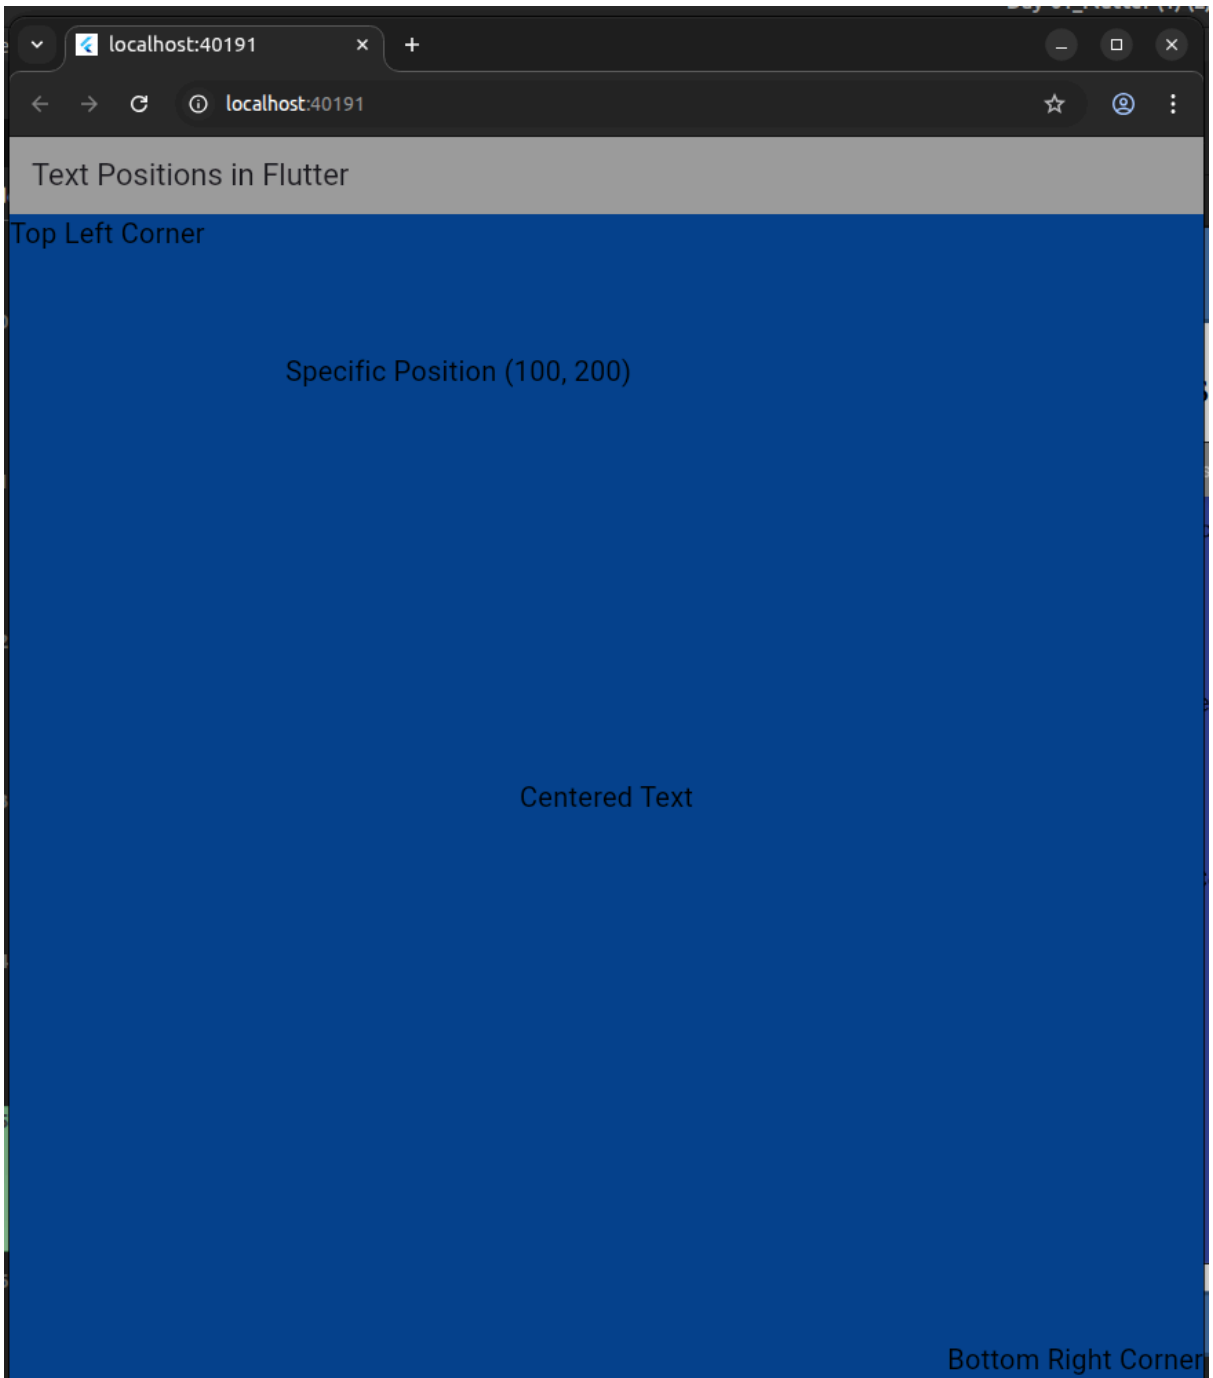 localhost:40191
localhost:40191
Text Positions in Flutter
Top Left Corner
Specific Position (100, 200)
Centered Text
Bottom Right Corner